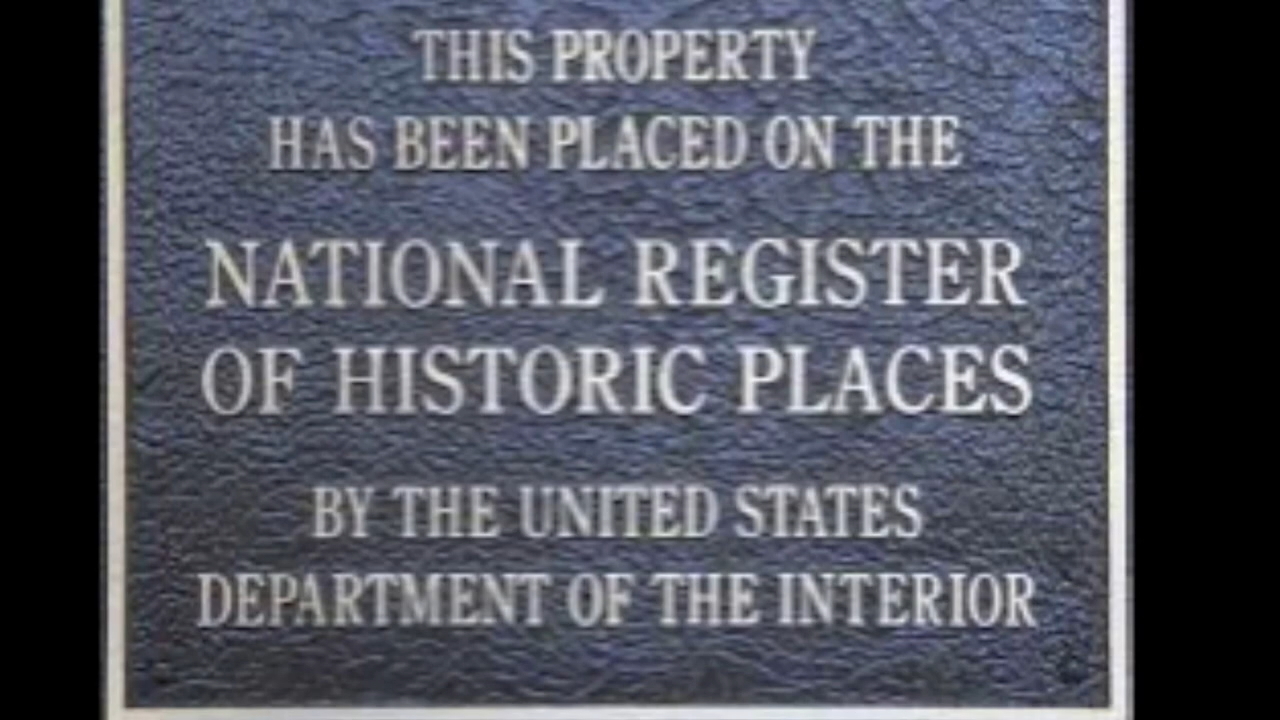 THIS PROPERTY
HAS BEEN PLACED ON THE
NATIONAL REGISTER
OF HISTORIC PLACES
BY THE UNITED STATES
DEPARTMENT OF THE INTERIOR